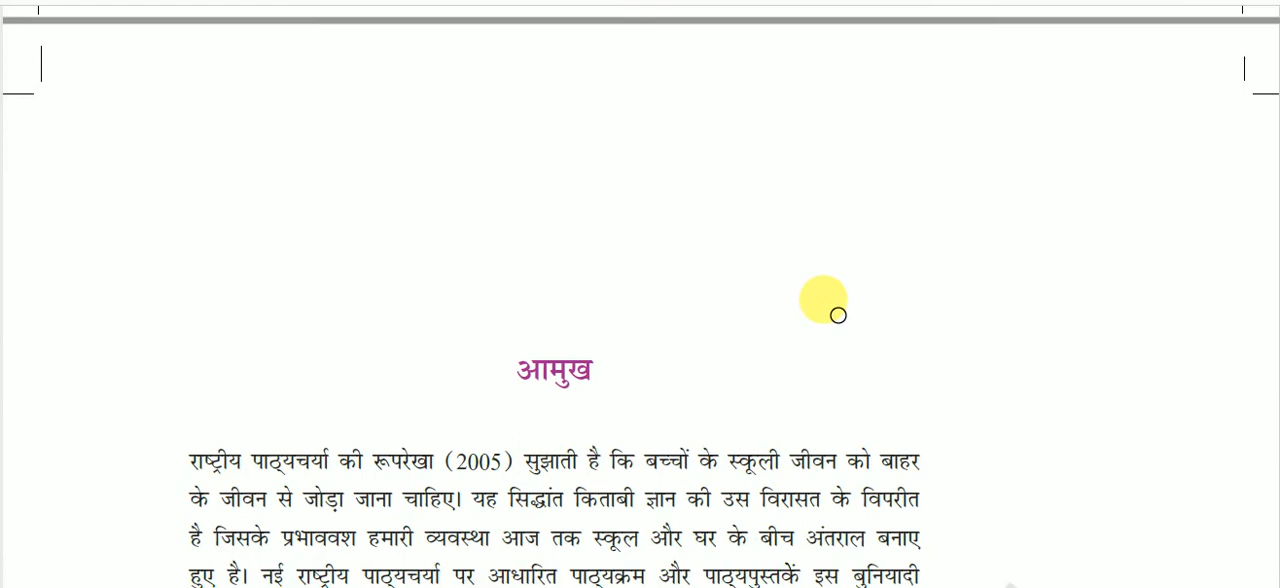 आमुख
राष्ट्रीय पाठ्यचर्या की रूपरेखा (2005) सुझाती है कि बच्चों के स्कूली जीवन को बाहर
के जीवन से जोड़ा जाना चाहिए। यह सिद्धांत किताबी ज्ञान की उस विरासत के विपरीत
है जिसके प्रभाववश हमारी व्यवस्था आज तक स्कूल और घर के बीच अंतराल बनाए
हुए है। नई राष्ट्रीय पाठ्यचर्या पर आधारित पाठ्यक्रम और पाठ्यपुस्तकें इस बुनियादी